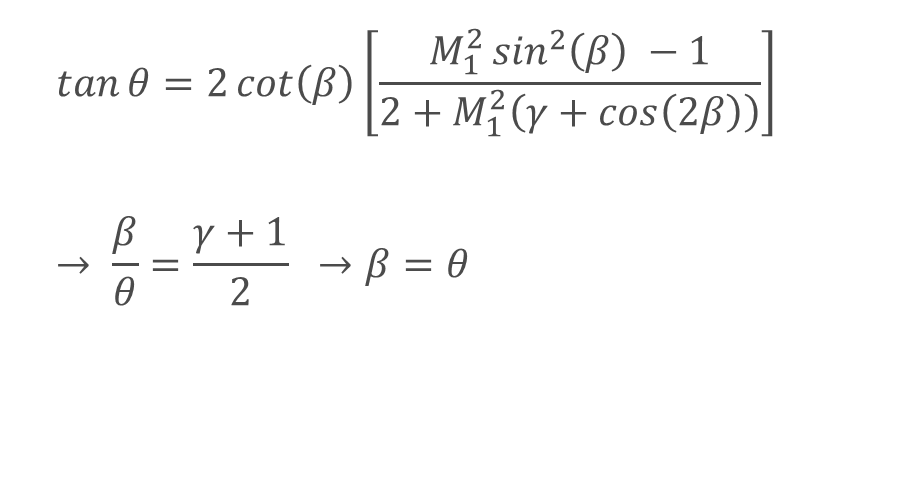 tan θ = 2 cot(β) [ (M₁² sin²(β) − 1) / (2 + M₁²(γ + cos(2β))) ]
→ β/θ = (γ + 1)/2 → β = θ